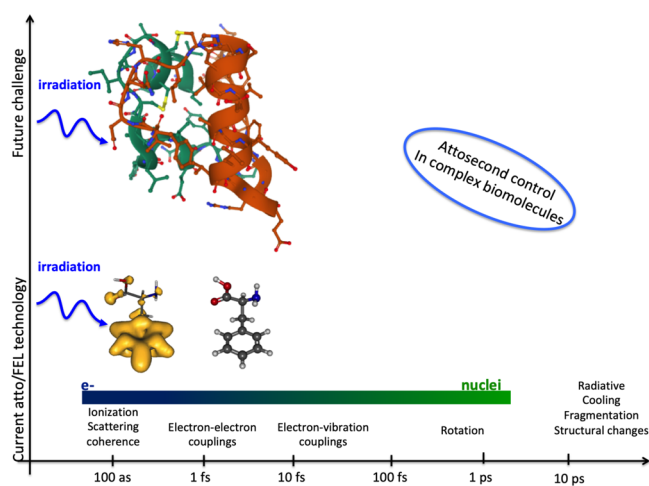 Future challenge
irradiation
Attosecond control
In complex biomolecules
Current atto/FEL technology
irradiation
e-
nuclei
Ionization
Scattering
coherence
Electron-electron
couplings
Electron-vibration
couplings
Rotation
Radiative
Cooling
Fragmentation
Structural changes
100 as
1 fs
10 fs
100 fs
1 ps
10 ps